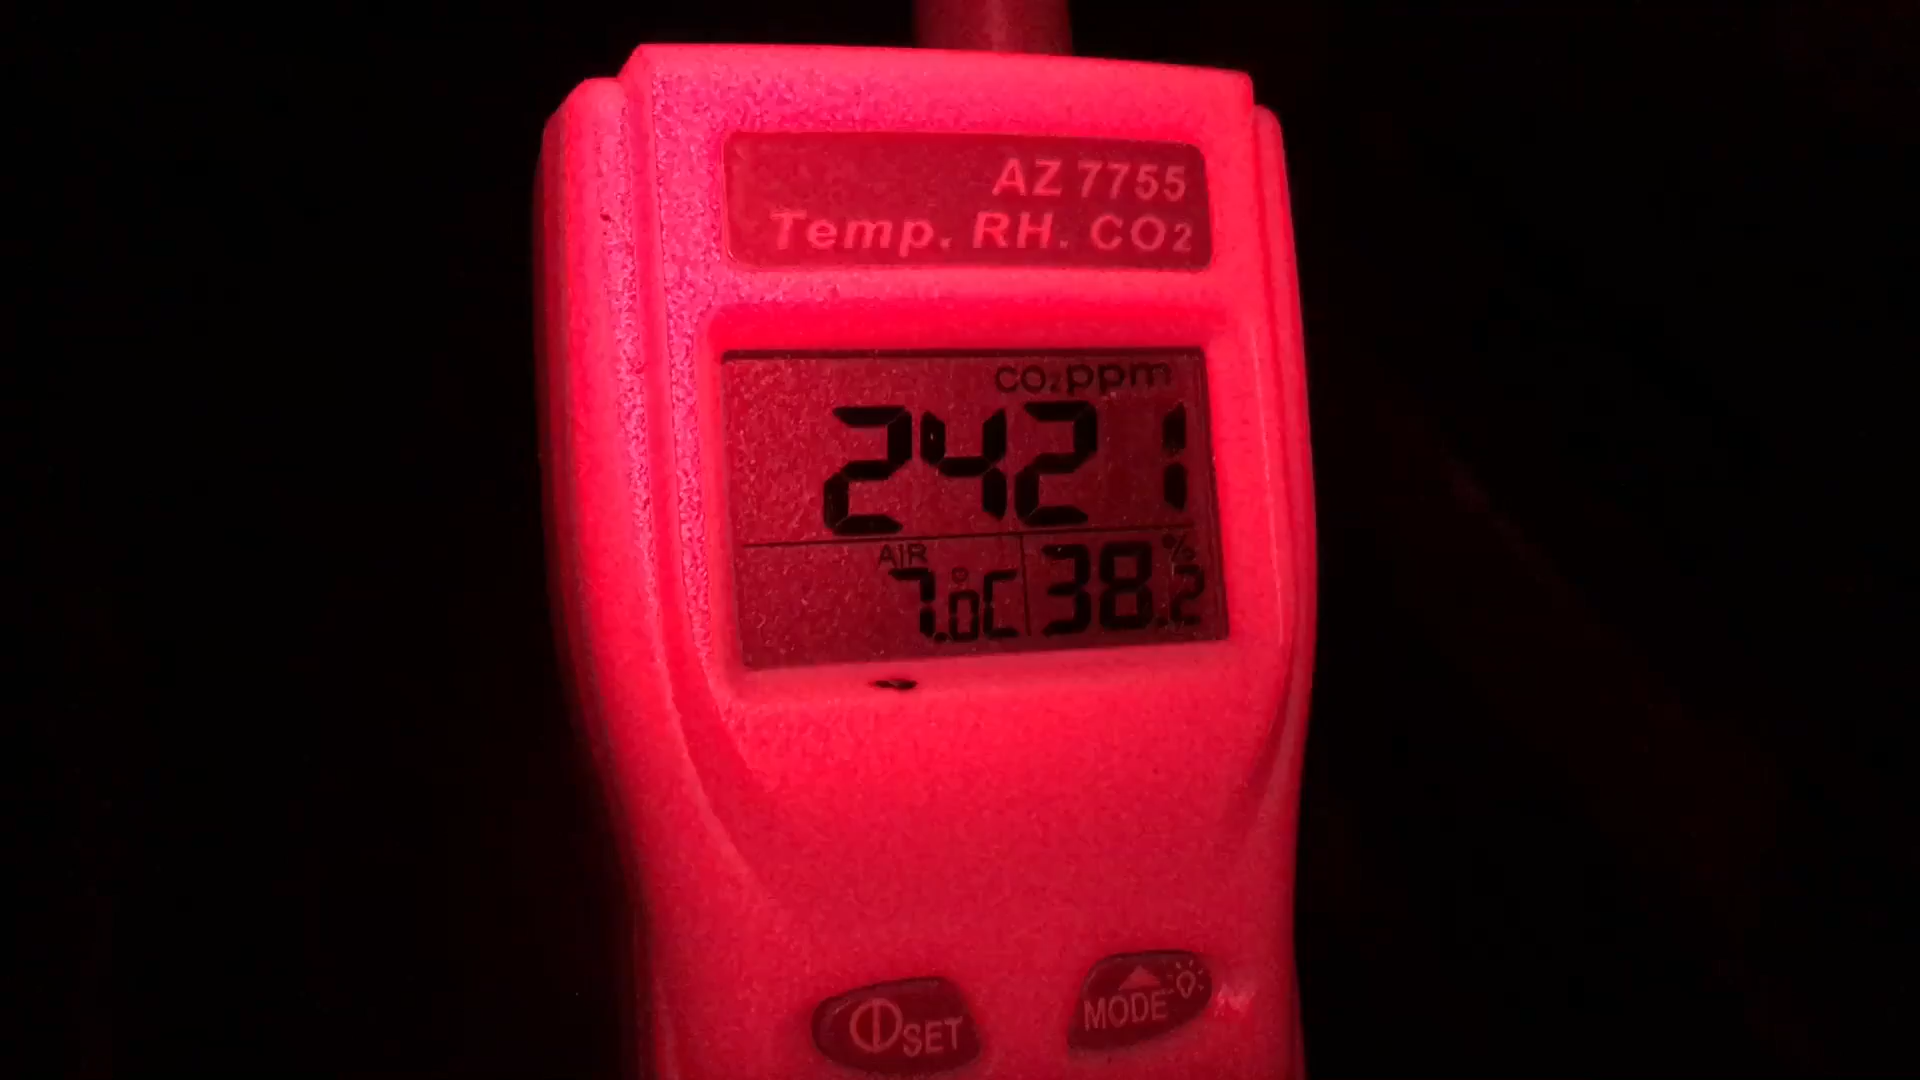 AZ 7755
Temp. RH. CO2
CO2ppm
2421
AIR
7.0°C 38.2%
SET MODE